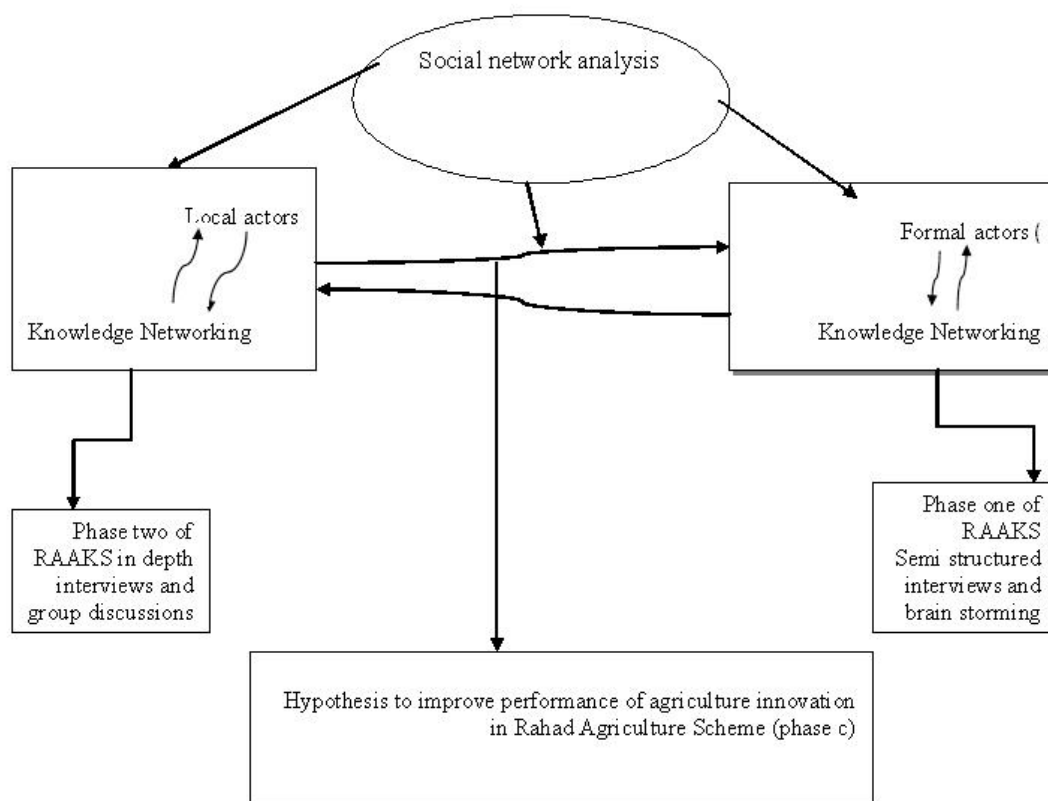 Social network analysis
Local actors
Knowledge Networking
Formal actors (
Knowledge Networking
Phase two of
RAAKS in depth
interviews and
group discussions
Phase one of
RAAKS
Semi structured
interviews and
brain storming
Hypothesis to improve performance of agriculture innovation
in Rahad Agriculture Scheme (phase c)